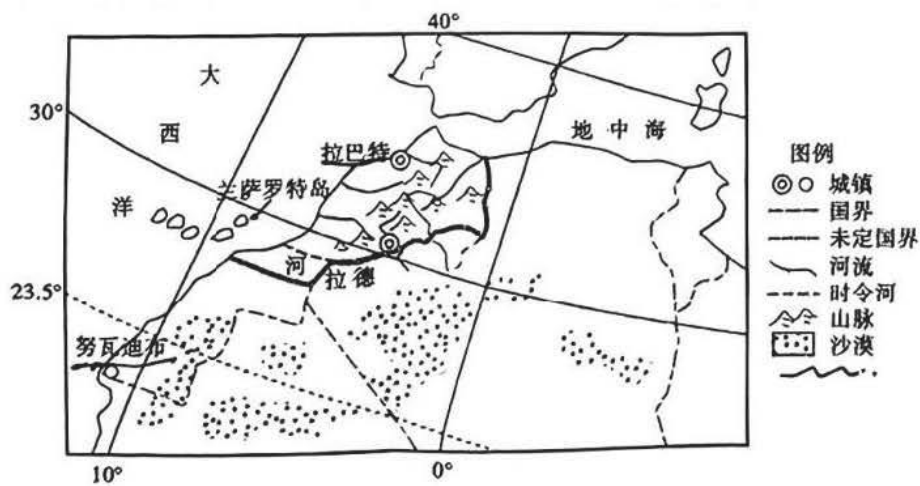 40°
大
西
洋
30°
地中海
拉巴特
兰萨罗特岛
河
拉德
23.5°
努瓦迪布
10°
0°
图例
城镇
国界
未定国界
河流
时令河
山脉
沙漠